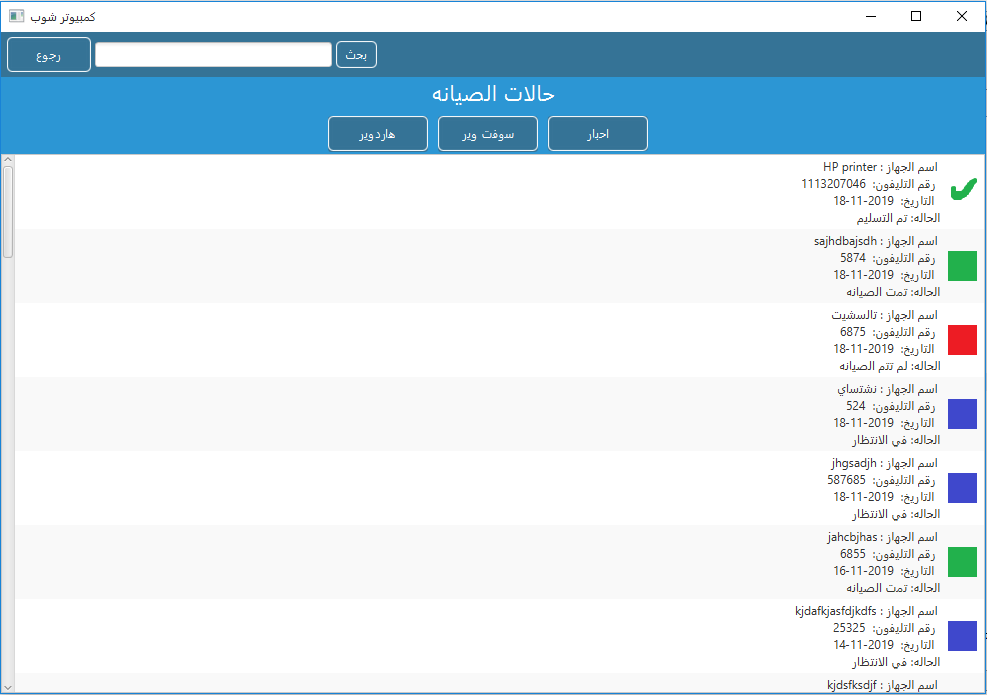 كمبيوتر شوب
رجوع
بحث
حالات الصيانه
اخبار
سوفت وير
هاردوير
اسم الجهاز : HP printer
رقم التليفون: 1113207046
التاريخ: 18-11-2019
الحاله: تم التسليم
اسم الجهاز : sajhdbajsdh
رقم التليفون: 5874
التاريخ: 18-11-2019
الحاله: تمت الصيانه
اسم الجهاز : تالسشيت
رقم التليفون: 6875
التاريخ: 18-11-2019
الحاله: لم تتم الصيانه
اسم الجهاز : نشتساي
رقم التليفون: 524
التاريخ: 18-11-2019
الحاله: في الانتظار
اسم الجهاز : jhgsadjh
رقم التليفون: 587685
التاريخ: 18-11-2019
الحاله: في الانتظار
اسم الجهاز : jahcbjhas
رقم التليفون: 6855
التاريخ: 16-11-2019
الحاله: تمت الصيانه
اسم الجهاز : kjdafkjasfdjkdfs
رقم التليفون: 25325
التاريخ: 14-11-2019
الحاله: في الانتظار
اسم الجهاز : kjdsfksdjf